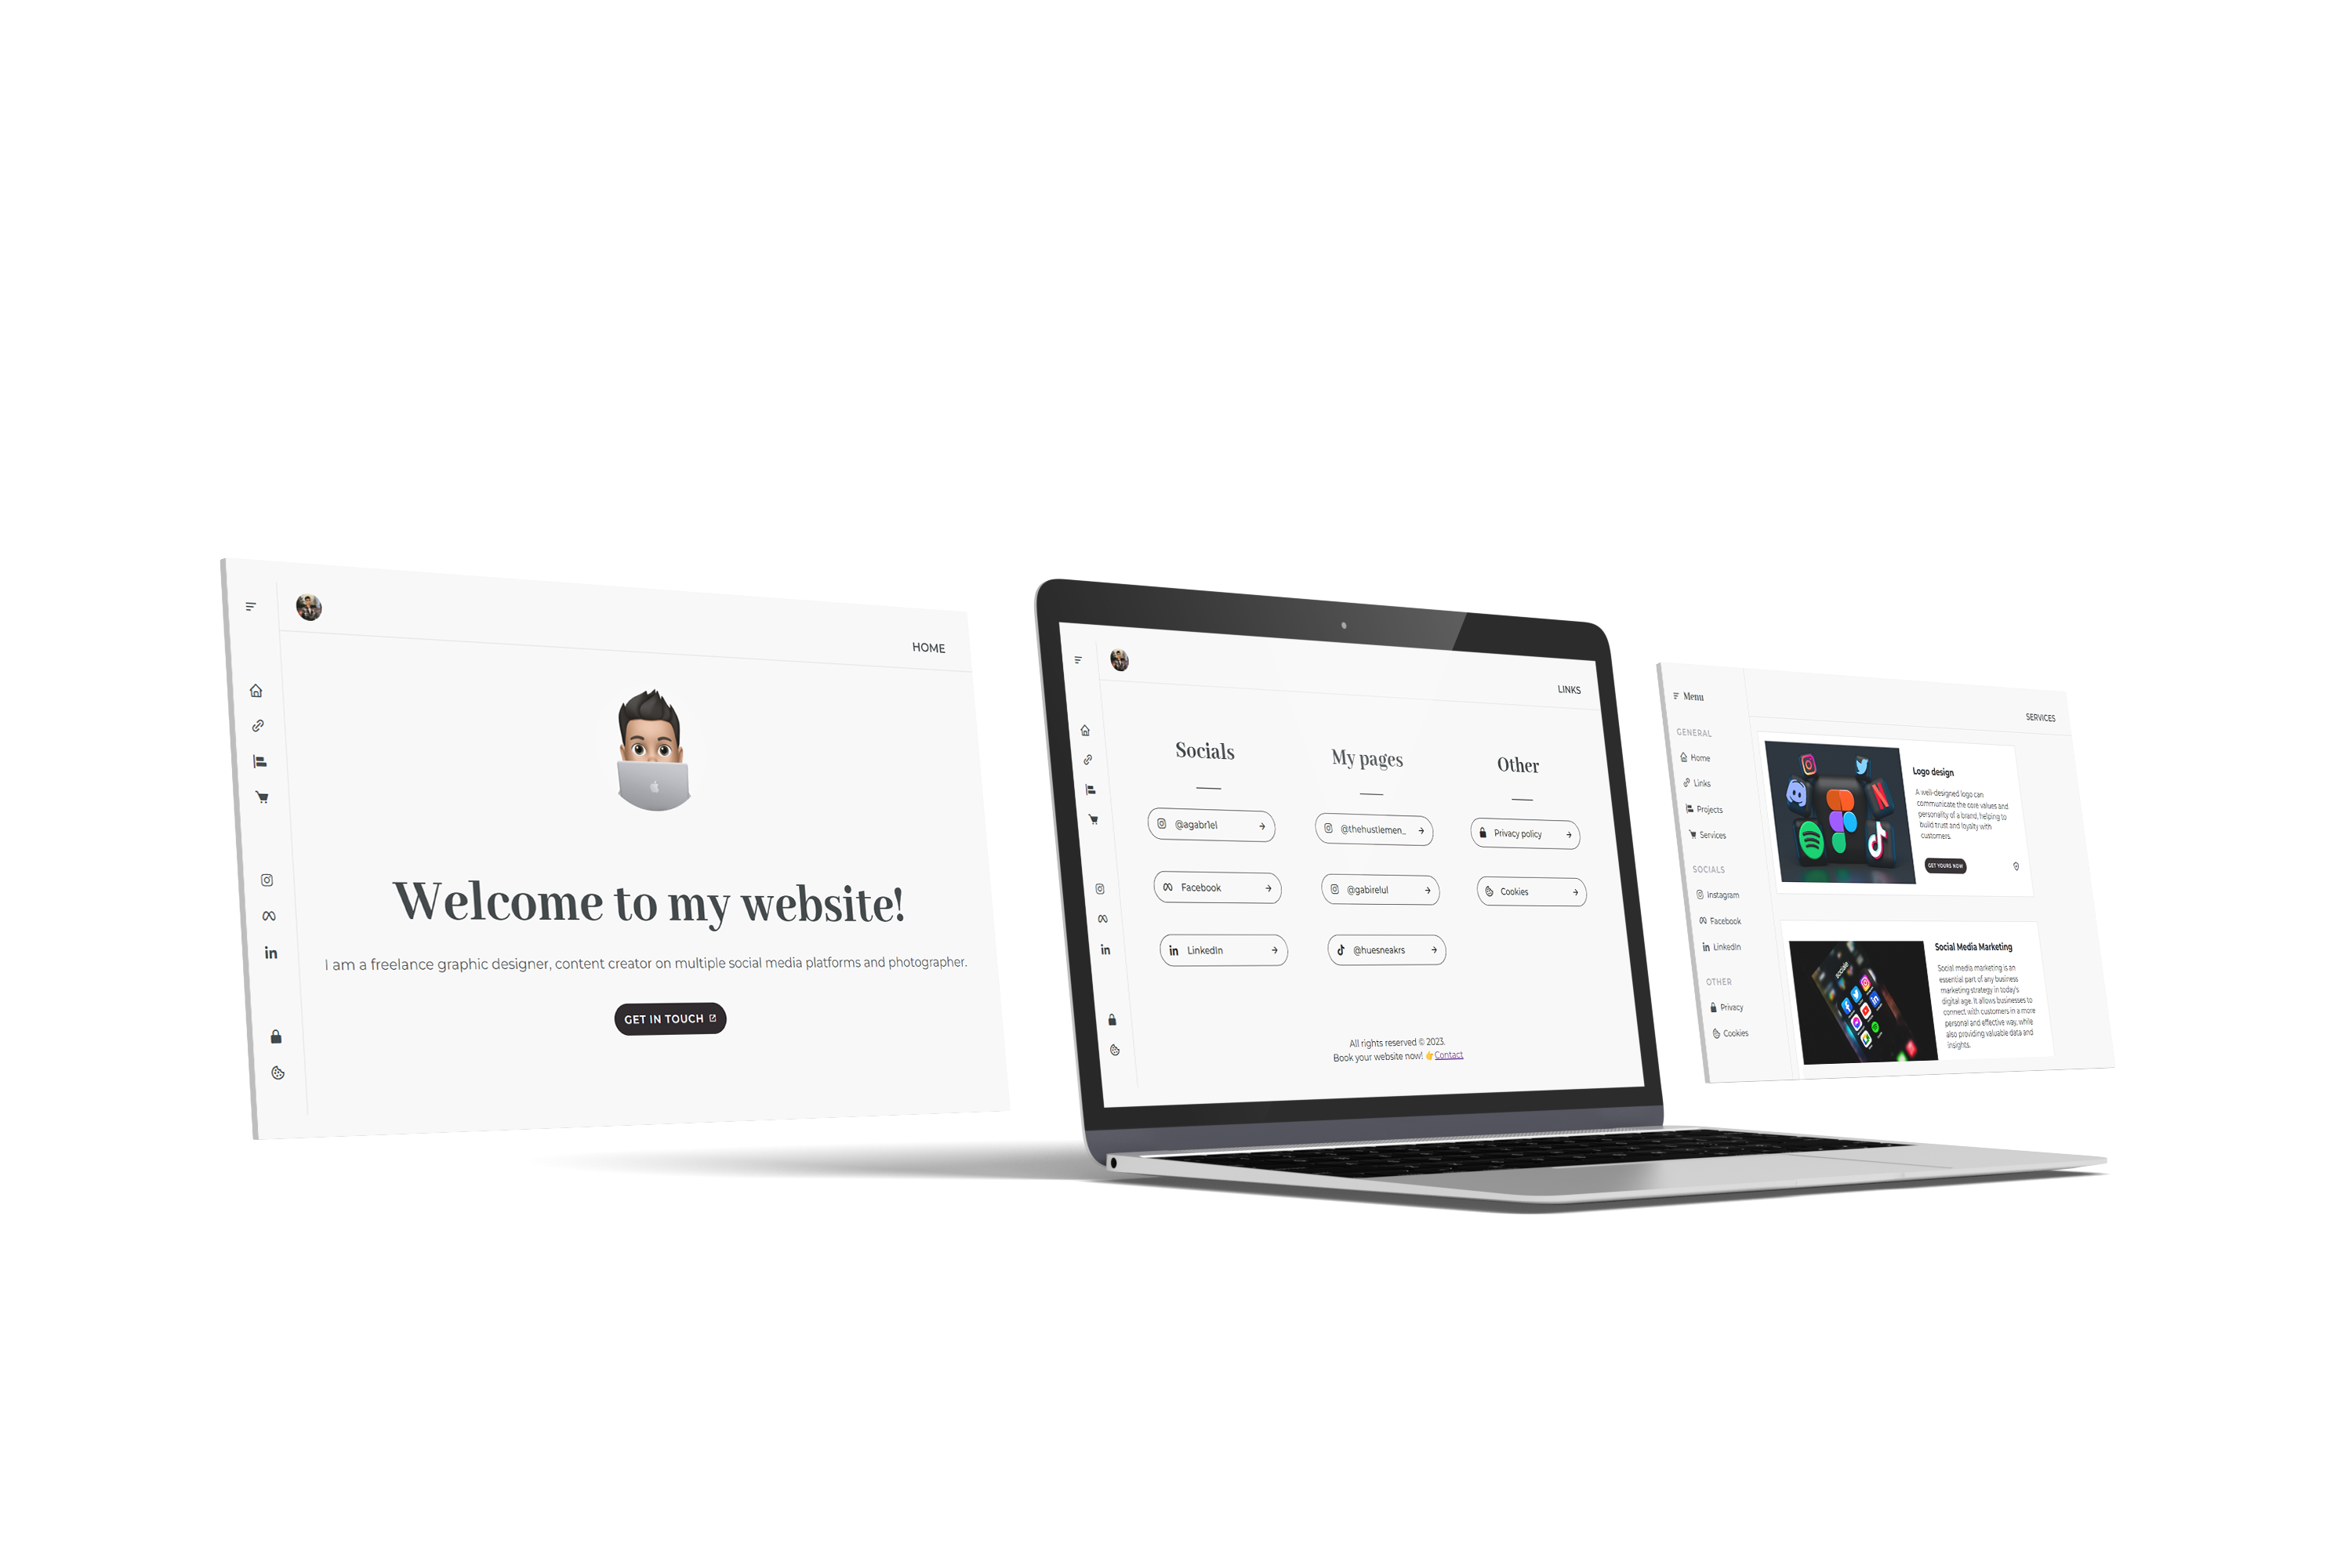 HOME
Welcome to my website!
I am a freelance graphic designer, content creator on multiple social media platforms and photographer.
GET IN TOUCH
LINKS
Socials
@agabr1el
Facebook
LinkedIn
My pages
@thehustlemen_
@gabirelul
@huesneakrs
Other
Privacy policy
Cookies
All rights reserved © 2023.
Book your website now! 👉Contact
Menu
GENERAL
Home
Links
Projects
Services
SOCIALS
Instagram
Facebook
LinkedIn
OTHER
Privacy
Cookies
SERVICES
Logo design
A well-designed logo can
communicate the core values and
personality of a brand, helping to
build trust and loyalty with
customers.
GET YOURS NOW
Social Media Marketing
Social media marketing is an
essential part of any business
marketing strategy in today's
digital age. It allows businesses to
connect with customers in a more
personal and effective way, while
also providing valuable data and
insights.